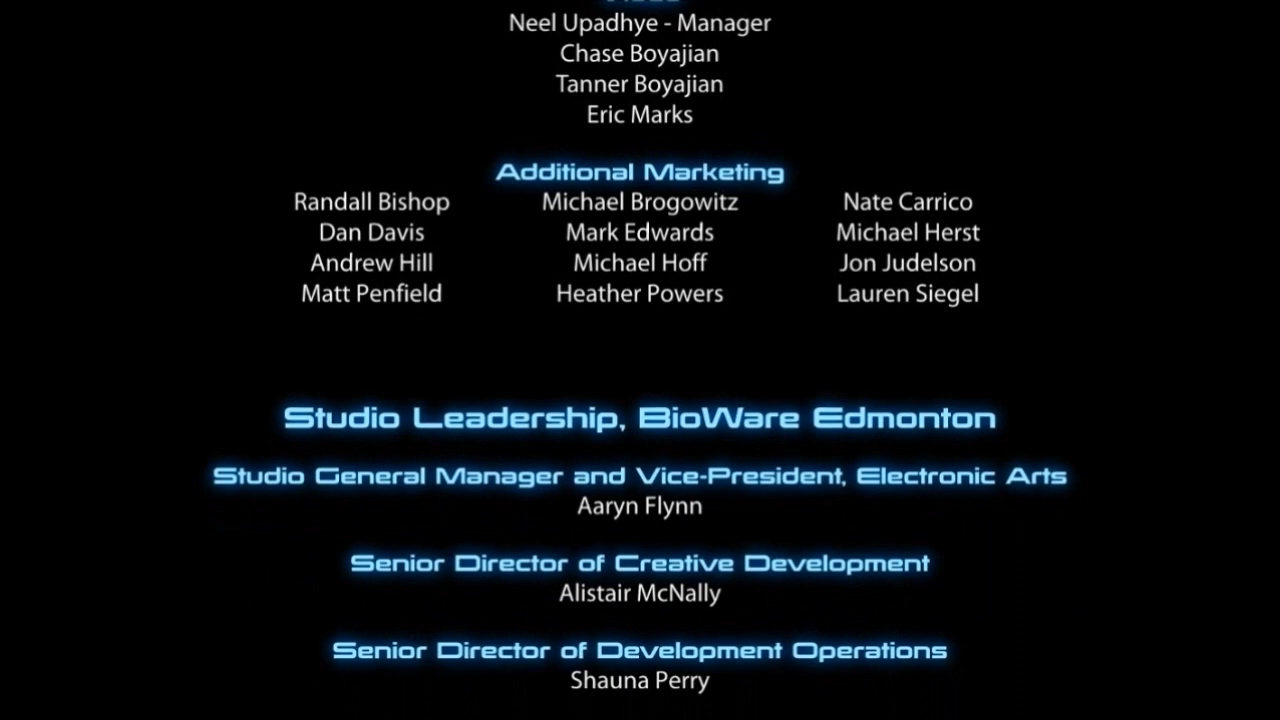 Neel Upadhye - Manager
Chase Boyajian
Tanner Boyajian
Eric Marks
Additional Marketing
Randall Bishop Michael Brogowitz Nate Carrico
Dan Davis Mark Edwards Michael Herst
Andrew Hill Michael Hoff Jon Judelson
Matt Penfield Heather Powers Lauren Siegel
Studio Leadership, BioWare Edmonton
Studio General Manager and Vice-President, Electronic Arts
Aaryn Flynn
Senior Director of Creative Development
Alistair McNally
Senior Director of Development Operations
Shauna Perry